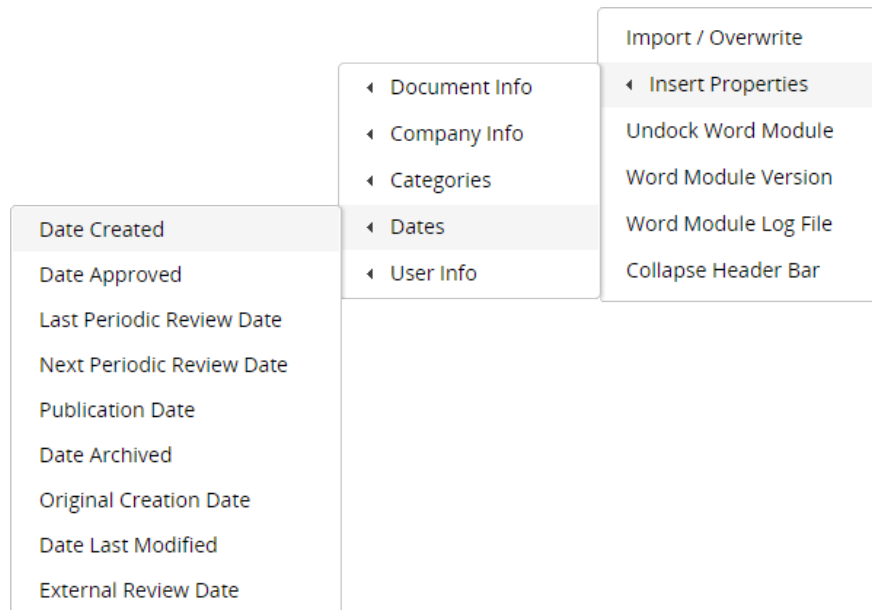 Import / Overwrite
Insert Properties
Undock Word Module
Word Module Version
Word Module Log File
Collapse Header Bar
Document Info
Company Info
Categories
Dates
User Info
Date Created
Date Approved
Last Periodic Review Date
Next Periodic Review Date
Publication Date
Date Archived
Original Creation Date
Date Last Modified
External Review Date